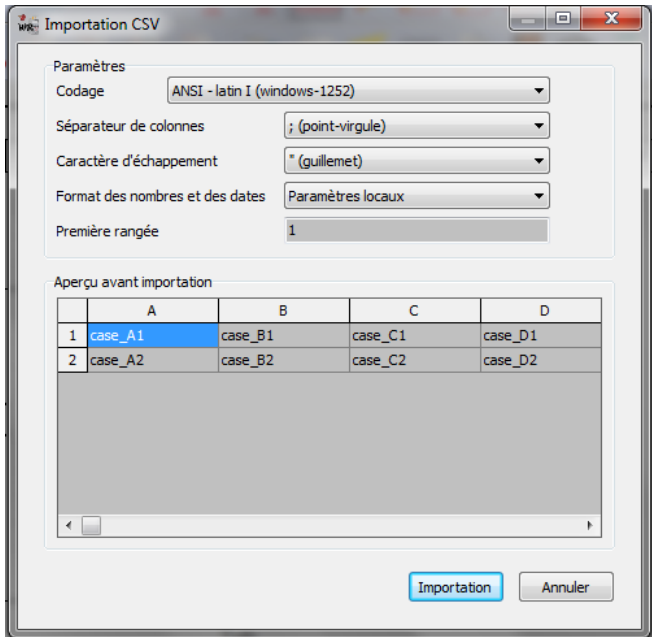 Importation CSV
Paramètres
Codage ANSI - latin I (windows-1252)
Séparateur de colonnes ; (point-virgule)
Caractère d'échappement " (guillemet)
Format des nombres et des dates Paramètres locaux
Première rangée 1
Aperçu avant importation
A B C D
1 case_A1 case_B1 case_C1 case_D1
2 case_A2 case_B2 case_C2 case_D2
Importation Annuler